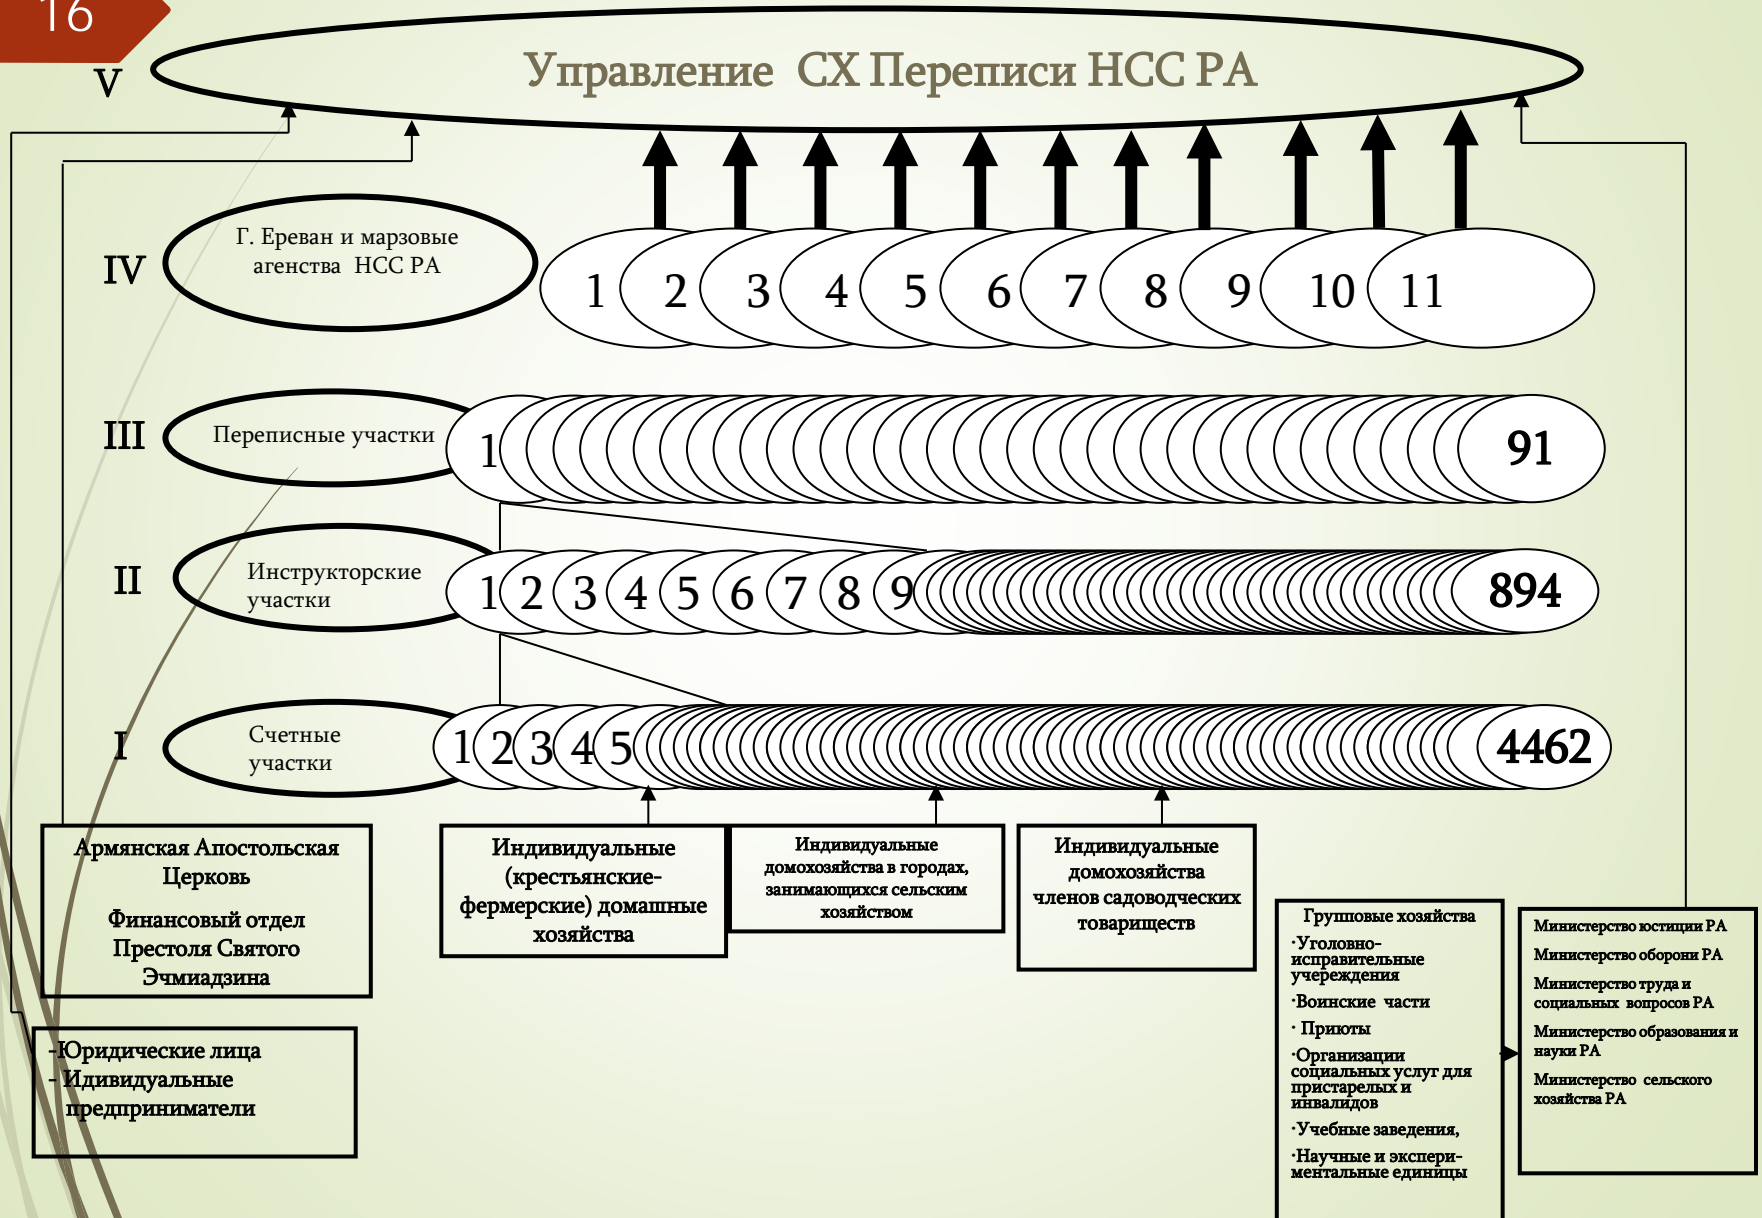 16
V
Управление СХ Переписи НСС РА
IV
Г. Ереван и марзовые
агенства НСС РА
1 2 3 4 5 6 7 8 9 10 11
III
Переписные участки
1
91
II
Инструкторские
участки
1 2 3 4 5 6 7 8 9
894
I
Счетные
участки
1 2 3 4 5
4462
Армянская Апостольская
Церковь
Финансовый отдел
Престоля Святого
Эчмиадзина
Индивидуальные
(крестьянские-
фермерские) домашные
хозяйства
Индивидуальные
домохозяйства в городах,
занимающихся сельским
хозяйством
Индивидуальные
домохозяйства
членов садоводческих
товариществ
Групповые хозяйства
·Уголовно-
исправительные
учереждения
·Воинские части
· Приюты
·Организации
социальных услуг для
пристарелых и
инвалидов
·Учебные заведения,
·Научные и экспери-
ментальные единицы
Министерство юстиции РА
Министерство оборони РА
Министерство труда и
социальных вопросов РА
Министерство образования и
науки РА
Министерство сельского
хозяйства РА
-Юридические лица
- Идивидуальные
предприниматели